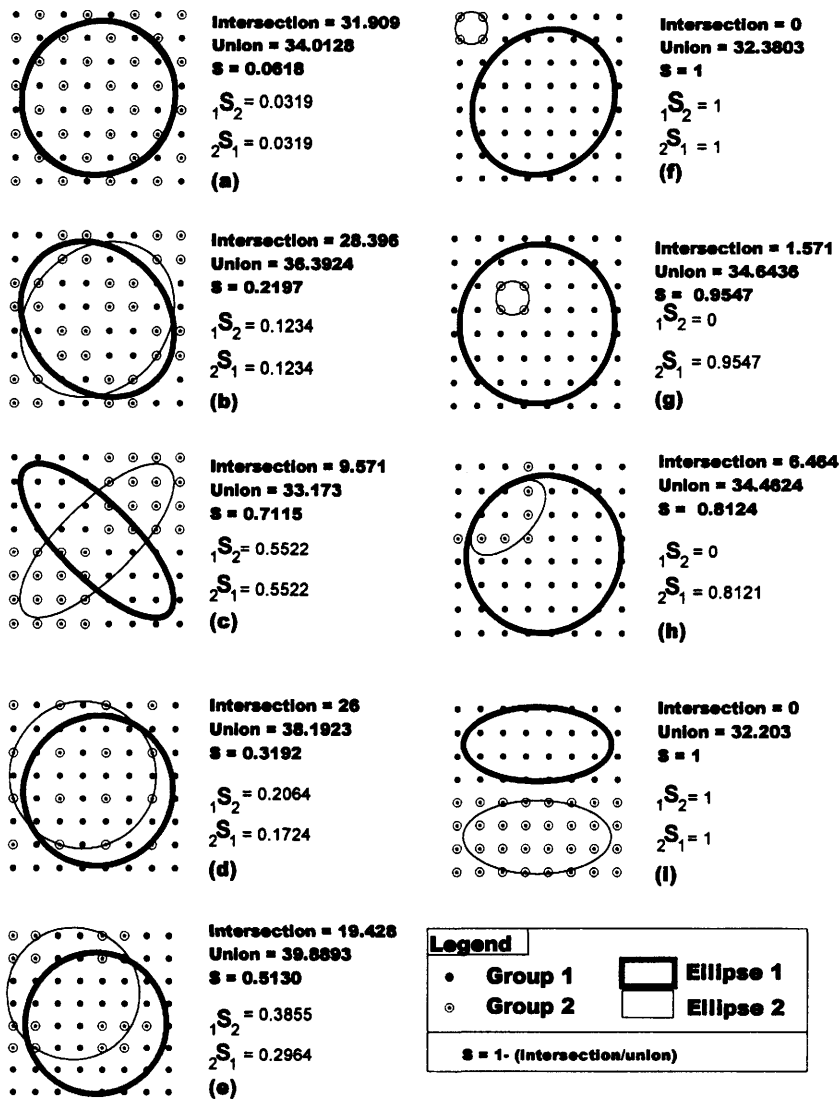 Intersection = 31.909
Union = 34.0128
S = 0.0618
1S2 = 0.0319
2S1 = 0.0319
(a)
Intersection = 28.396
Union = 36.3924
S = 0.2197
1S2 = 0.1234
2S1 = 0.1234
(b)
Intersection = 9.571
Union = 33.173
S = 0.7115
1S2 = 0.5522
2S1 = 0.5522
(c)
Intersection = 26
Union = 38.1923
S = 0.3192
1S2 = 0.2064
2S1 = 0.1724
(d)
Intersection = 19.428
Union = 39.8893
S = 0.5130
1S2 = 0.3855
2S1 = 0.2964
(e)
Intersection = 0
Union = 32.3803
S = 1
1S2 = 1
2S1 = 1
(f)
Intersection = 1.571
Union = 34.6436
S = 0.9547
1S2 = 0
2S1 = 0.9547
(g)
Intersection = 6.464
Union = 34.4624
S = 0.8124
1S2 = 0
2S1 = 0.8121
(h)
Intersection = 0
Union = 32.203
S = 1
1S2 = 1
2S1 = 1
(i)
Legend
Group 1
Ellipse 1
Group 2
Ellipse 2
S = 1- (intersection/union)